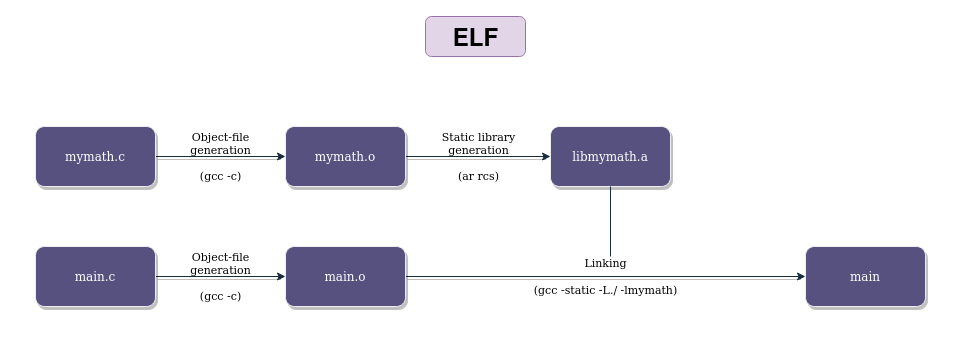 ELF
mymath.c
Object-file
generation
(gcc -c)
mymath.o
Static library
generation
(ar rcs)
libmymath.a
main.c
Object-file
generation
(gcc -c)
main.o
Linking
(gcc -static -L./ -lmymath)
main